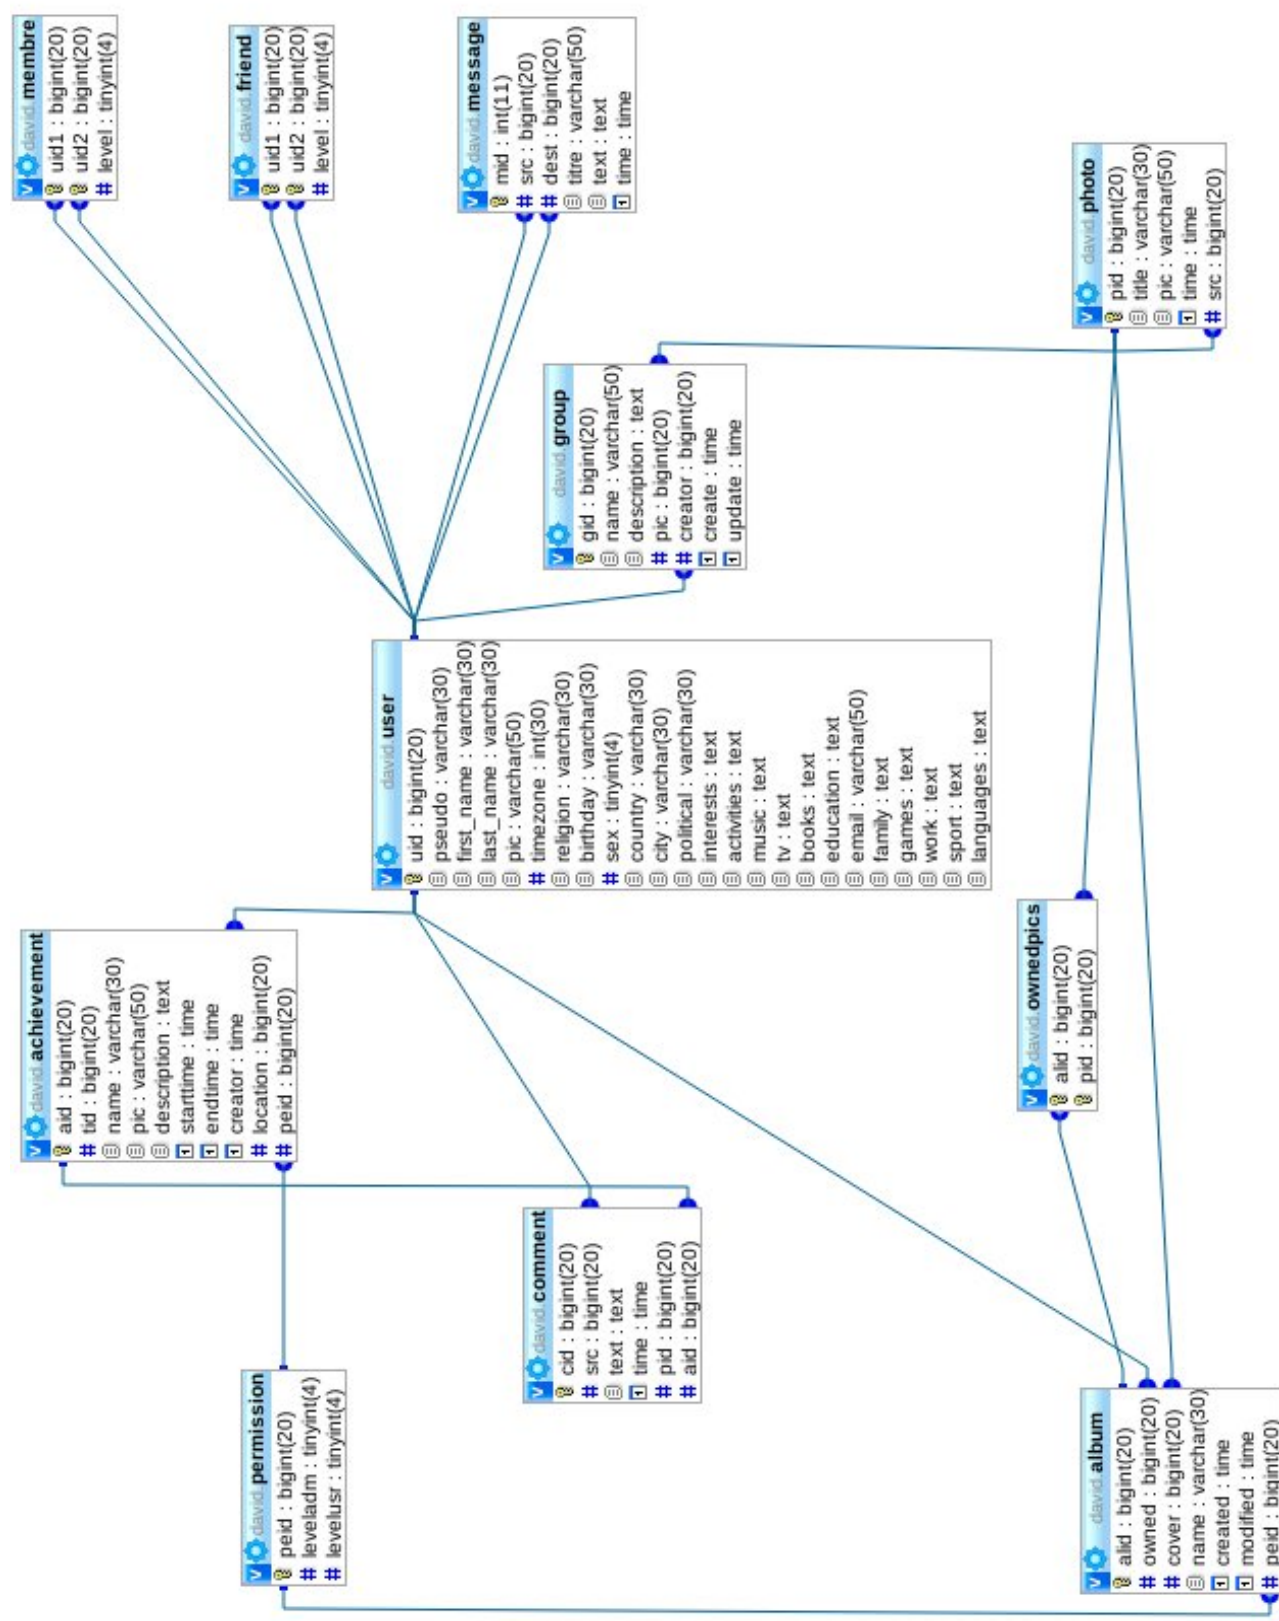 david.membre
uid1 : bigint(20)
uid2 : bigint(20)
level : tinyint(4)
david.friend
uid1 : bigint(20)
uid2 : bigint(20)
level : tinyint(4)
david.message
mid : int(11)
src : bigint(20)
dest : bigint(20)
titre : varchar(50)
text : text
time : time
david.photo
pid : bigint(20)
title : varchar(30)
pic : varchar(50)
time : time
src : bigint(20)
david.group
gid : bigint(20)
name : varchar(50)
description : text
pic : bigint(20)
creator : bigint(20)
create : time
update : time
david.user
uid : bigint(20)
pseudo : varchar(30)
first_name : varchar(30)
last_name : varchar(30)
pic : varchar(50)
timezone : int(30)
religion : varchar(30)
birthday : varchar(30)
sex : tinyint(4)
country : varchar(30)
city : varchar(30)
political : varchar(30)
interests : text
activities : text
music : text
tv : text
books : text
education : text
email : varchar(50)
family : text
games : text
work : text
sport : text
languages : text
david.achievement
aid : bigint(20)
tid : bigint(20)
name : varchar(30)
pic : varchar(50)
description : text
starttime : time
endtime : time
creator : time
location : bigint(20)
peid : bigint(20)
david.ownedpics
alid : bigint(20)
pid : bigint(20)
david.comment
cid : bigint(20)
src : bigint(20)
text : text
time : time
pid : bigint(20)
aid : bigint(20)
david.permission
peid : bigint(20)
leveladm : tinyint(4)
levelusr : tinyint(4)
david.album
alid : bigint(20)
owned : bigint(20)
cover : bigint(20)
name : varchar(30)
created : time
modified : time
peid : bigint(20)